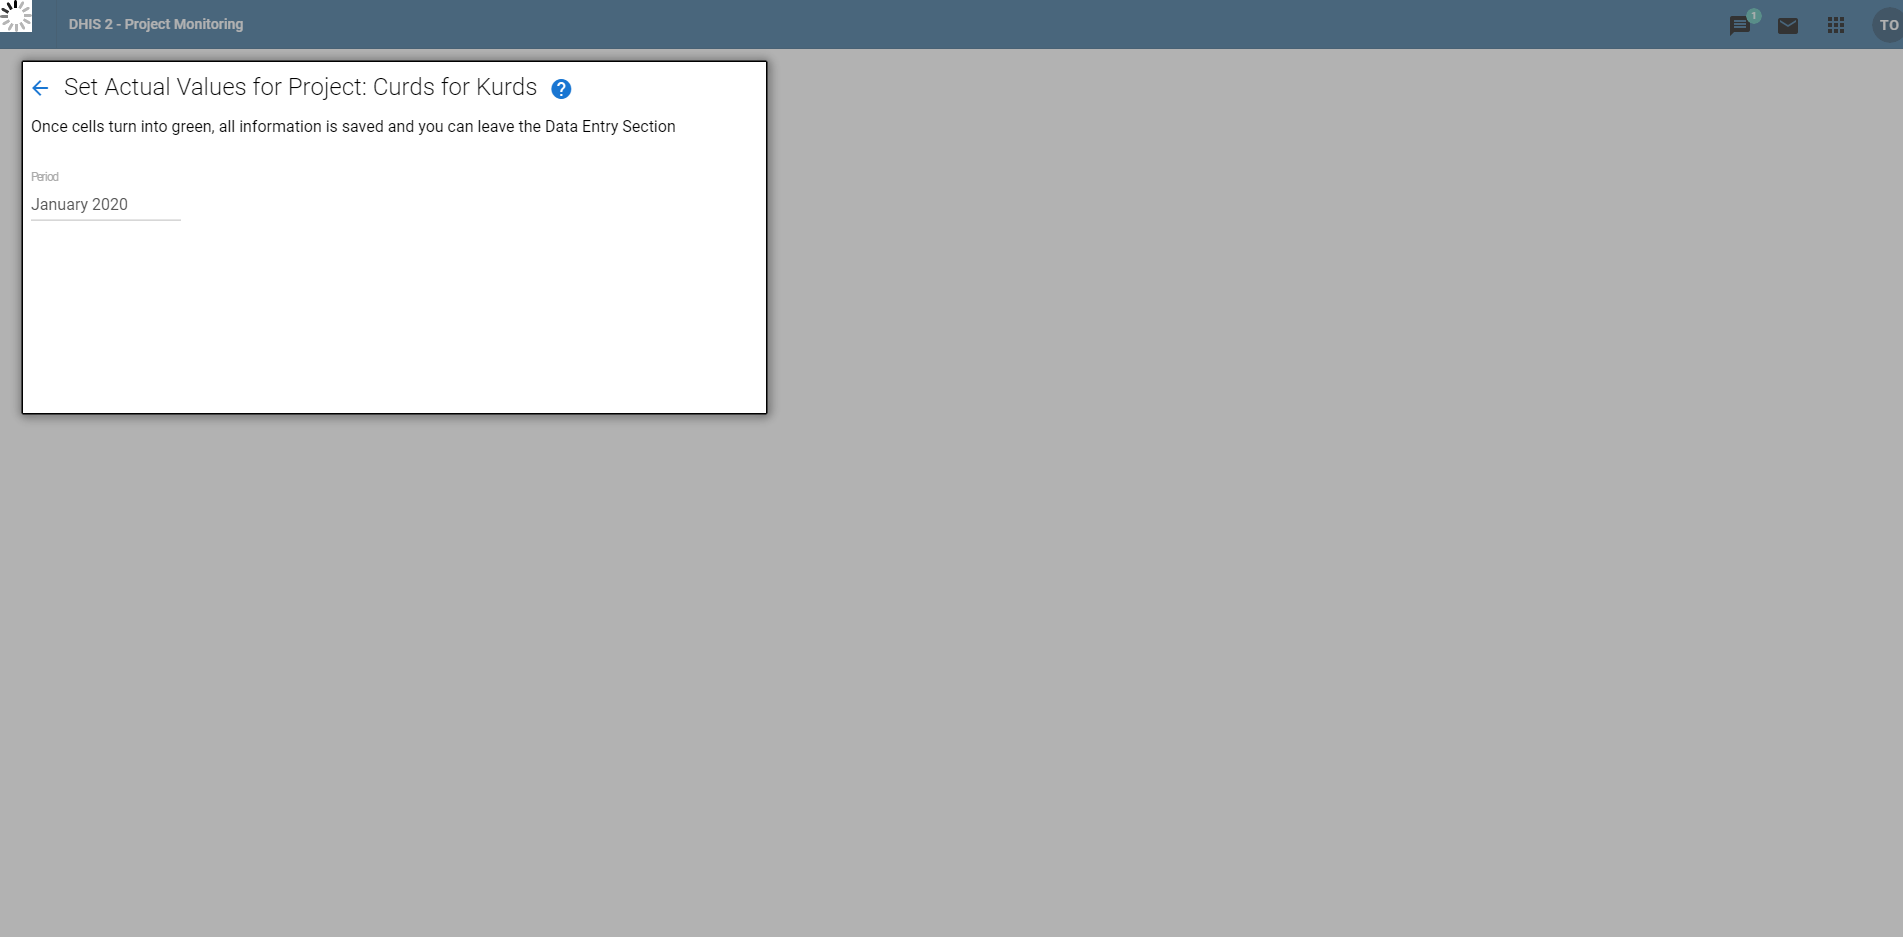 DHIS 2 - Project Monitoring
1
TO
Set Actual Values for Project: Curds for Kurds
?
Once cells turn into green, all information is saved and you can leave the Data Entry Section
Period
January 2020